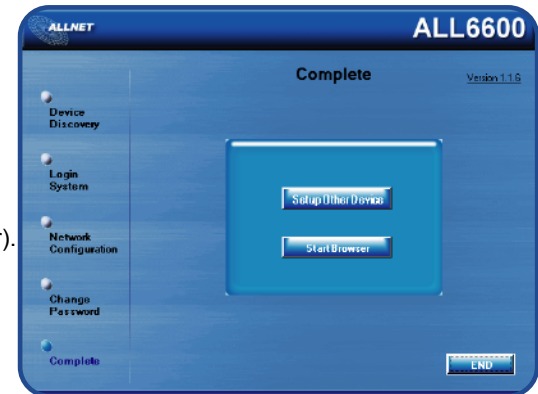 ALLNET
ALL6600
Complete
Version 1.1.6
Device
Discovery
Login
System
r).
Network
Configuration
Change
Password
Complete
Setup Other Device
Start Browser
END